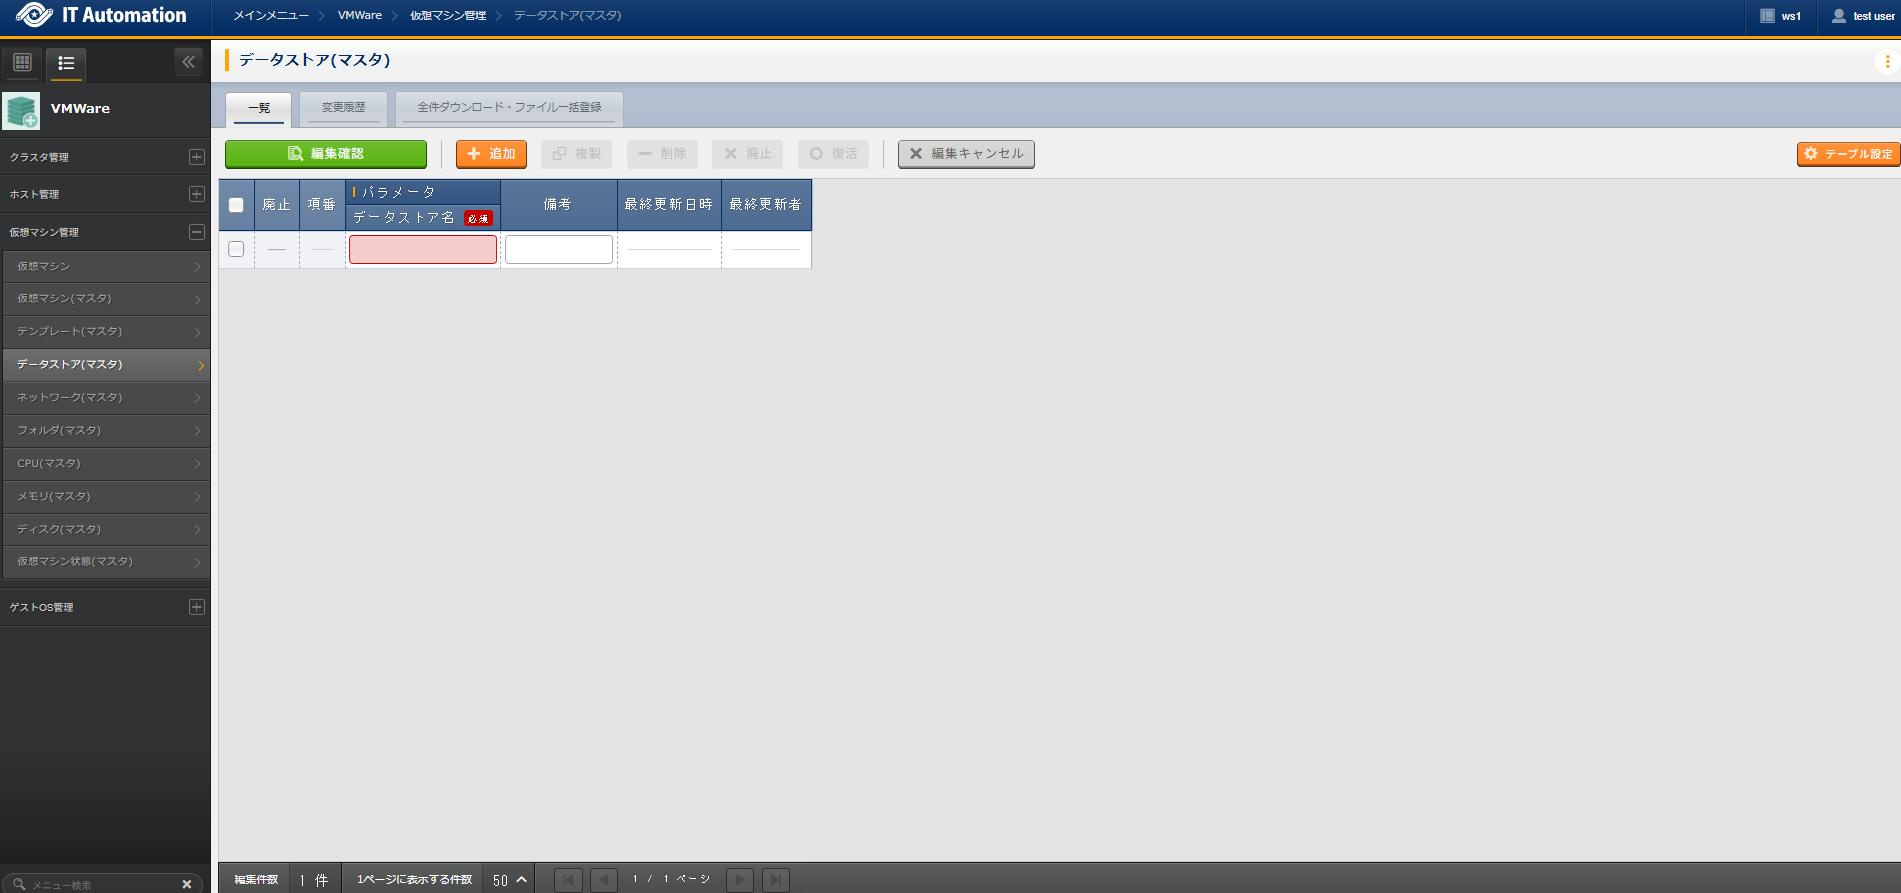 IT Automation
メインメニュー
VMWare
仮想マシン管理
データストア(マスタ)
ws1
test user
データストア(マスタ)
VMWare
一覧
変更履歴
全件ダウンロード・ファイル一括登録
編集確認
追加
複製
削除
廃止
復活
編集キャンセル
テーブル設定
クラスタ管理
ホスト管理
仮想マシン管理
仮想マシン
仮想マシン(マスタ)
テンプレート(マスタ)
データストア(マスタ)
ネットワーク(マスタ)
フォルダ(マスタ)
CPU(マスタ)
メモリ(マスタ)
ディスク(マスタ)
仮想マシン状態(マスタ)
ゲストOS管理
メニュー検索
廃止
項番
パラメータ
データストア名 必須
備考
最終更新日時
最終更新者
編集件数
1 件
1ページに表示する件数
50
1 / 1 ページ